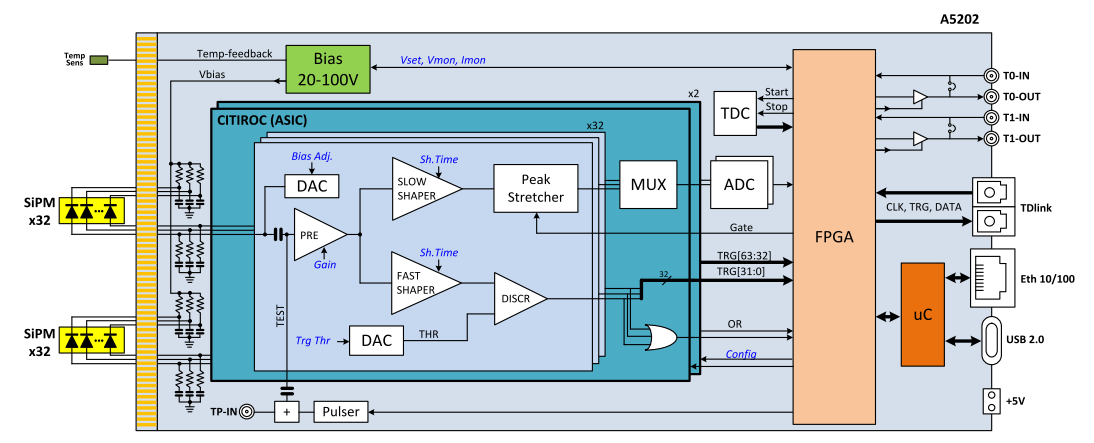 A5202
Temp
Sens
Temp-feedback
Bias
20-100V
Vset, Vmon, Imon
Vbias
T0-IN
T0-OUT
T1-IN
T1-OUT
x2
CITIROC (ASIC)
x32
TDC
Start
Stop
Bias Adj.
DAC
Sh.Time
SLOW
SHAPER
Peak
Stretcher
MUX
ADC
SiPM
x32
PRE
Gain
Gate
FPGA
CLK, TRG, DATA
TDlink
Sh.Time
FAST
SHAPER
DISCR
TRG[63:32]
TRG[31:0]
32
Eth 10/100
uC
TEST
SiPM
x32
Trg Thr
DAC
THR
OR
Config
USB 2.0
TP-IN
+
Pulser
+5V